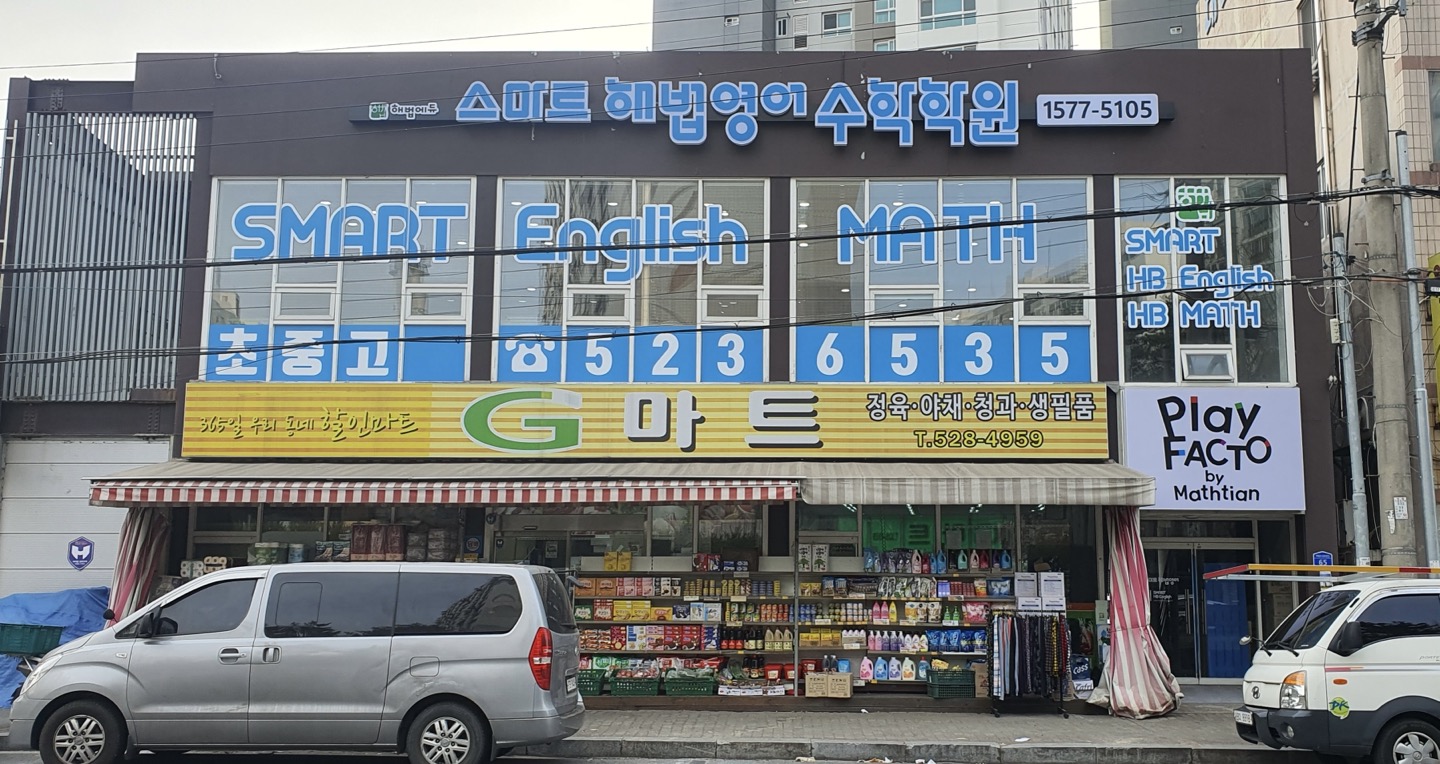 해법에듀 스마트 해법영어 수학학원 1577-5105
SMART English MATH
SMART
HB English
HB MATH
초중고 ☎523 6535
365일 우리 동네 할인마트 G마트 정육·야채·청과·생필품
T.528-4959
Play
FACTO
by
Mathtian
65
Cass